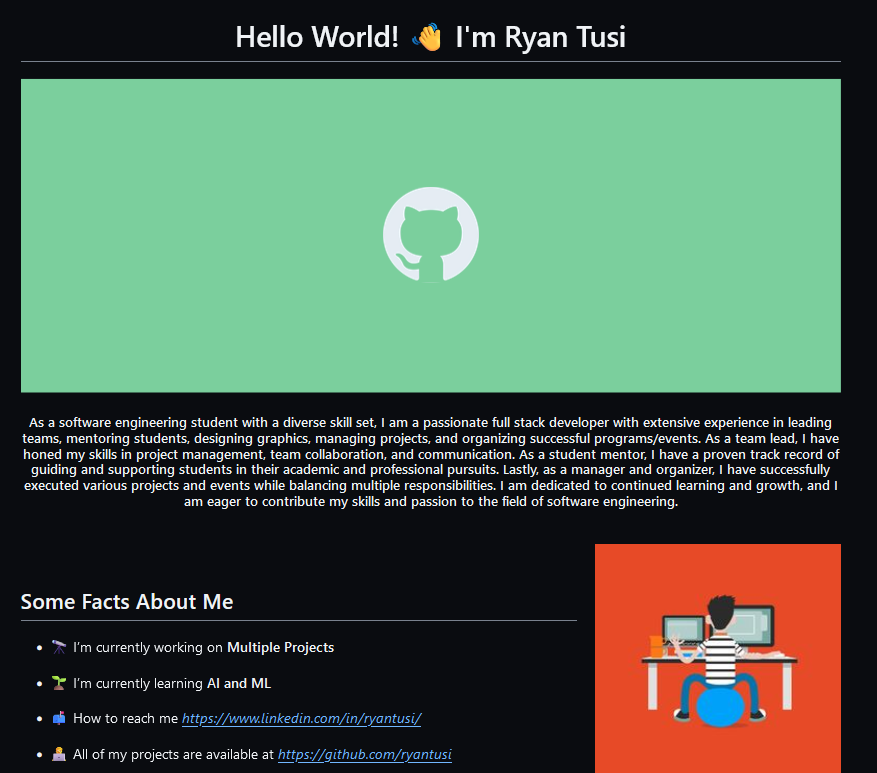 Hello World! 👋 I'm Ryan Tusi
As a software engineering student with a diverse skill set, I am a passionate full stack developer with extensive experience in leading
teams, mentoring students, designing graphics, managing projects, and organizing successful programs/events. As a team lead, I have
honed my skills in project management, team collaboration, and communication. As a student mentor, I have a proven track record of
guiding and supporting students in their academic and professional pursuits. Lastly, as a manager and organizer, I have successfully
executed various projects and events while balancing multiple responsibilities. I am dedicated to continued learning and growth, and I
am eager to contribute my skills and passion to the field of software engineering.
Some Facts About Me
• 🔭 I’m currently working on Multiple Projects
• 🌱 I’m currently learning AI and ML
• 📫 How to reach me https://www.linkedin.com/in/ryantusi/
• 🧑‍💻 All of my projects are available at https://github.com/ryantusi